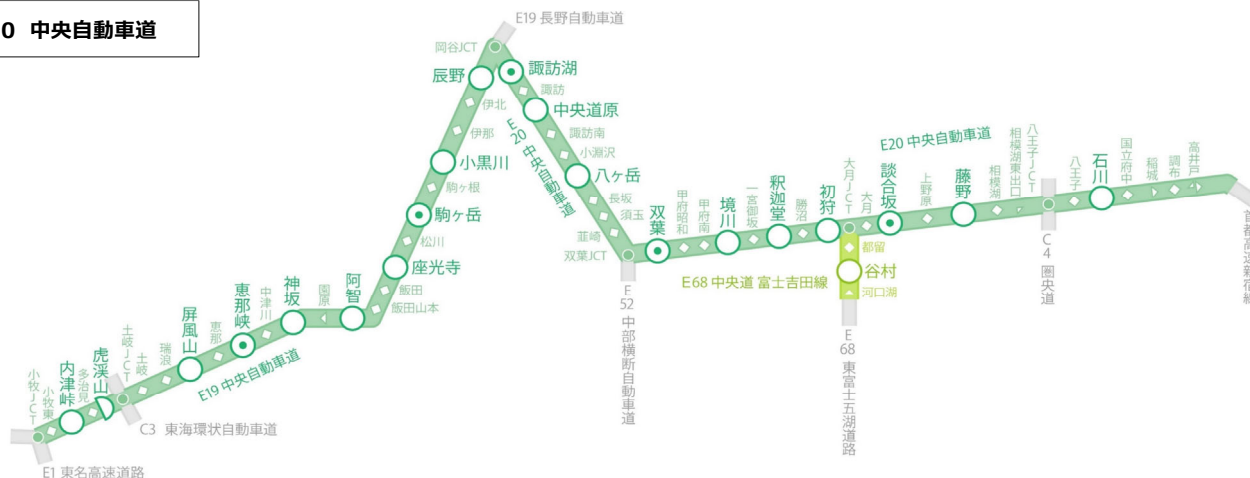 0 中央自動車道
E19 長野自動車道
岡谷JCT
辰野
諏訪湖
伊北
諏訪
中央道原
伊那
諏訪南
小黒川
小淵沢
E20 中央自動車道
八ヶ岳
駒ヶ根
長坂
駒ヶ岳
須玉
松川
韮崎
双葉JCT
座光寺
飯田
飯田山本
阿智
園原
神坂
中津川
恵那峡
恵那
屏風山
瑞浪
土岐
土岐JCT
虎渓山
多治見
内津峠
小牧東
小牧JCT
E19 中央自動車道
C3 東海環状自動車道
E1 東名高速道路
双葉
甲府昭和
甲府南
境川
一宮御坂
釈迦堂
勝沼
初狩
大月JCT
大月
談合坂
E20 中央自動車道
上野原
藤野
相模湖
相模湖東出口
八王子JCT
八王子
石川
国立府中
稲城
調布
高井戸
首都高速新宿線
C4 圏央道
都留
谷村
河口湖
E68 中央道 富士吉田線
E68 東富士五湖道路
52 中部横断自動車道